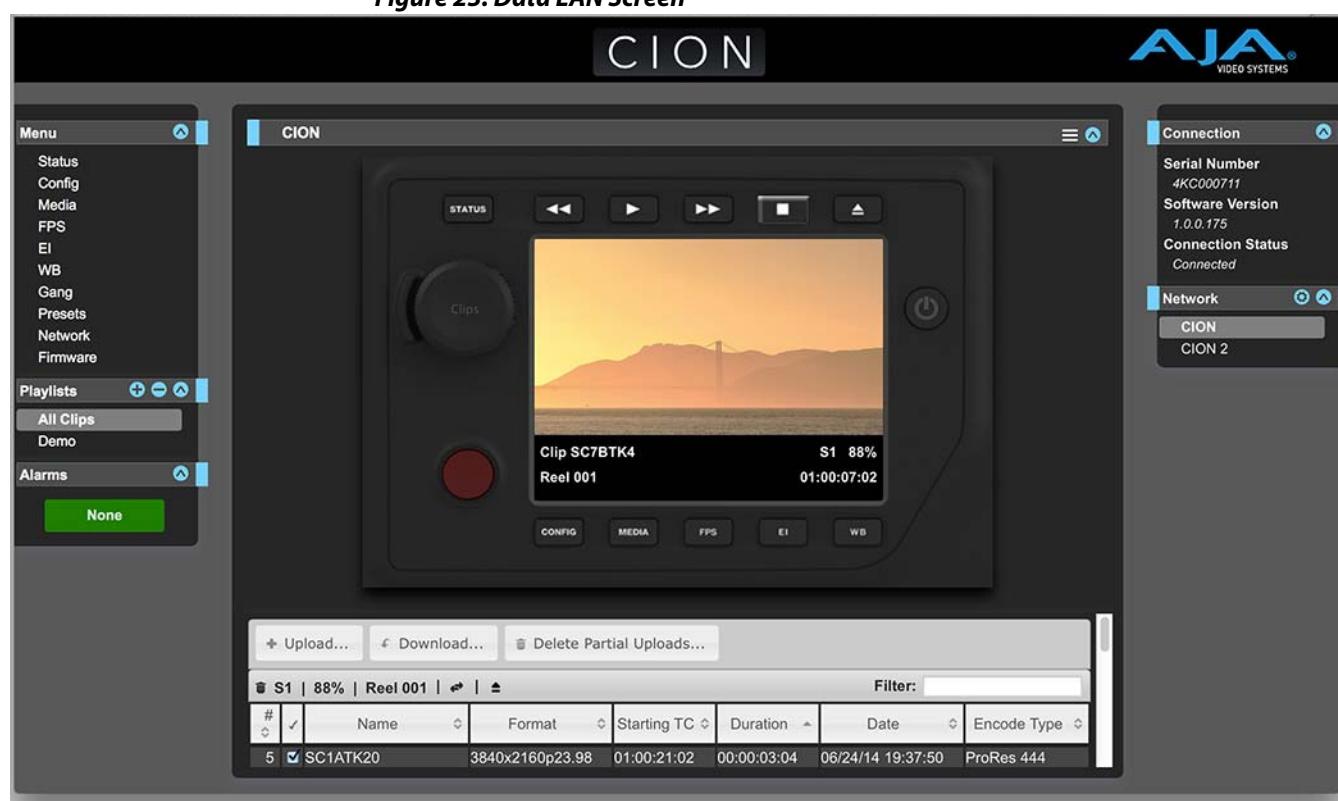 Figure 23. Data LAN Screen
CION
AJA
VIDEO SYSTEMS
Menu
Status
Config
Media
FPS
EI
WB
Gang
Presets
Network
Firmware
Playlists
All Clips
Demo
Alarms
None
CION
STATUS
Clips
Clip SC7BTK4 S1 88%
Reel 001 01:00:07:02
CONFIG MEDIA FPS EI WB
Upload... Download... Delete Partial Uploads...
S1 | 88% | Reel 001 | | Filter:
# ✓ Name Format Starting TC Duration Date Encode Type
5 SC1ATK20 3840x2160p23.98 01:00:21:02 00:00:03:04 06/24/14 19:37:50 ProRes 444
Connection
Serial Number
4KC000711
Software Version
1.0.0.175
Connection Status
Connected
Network
CION
CION 2